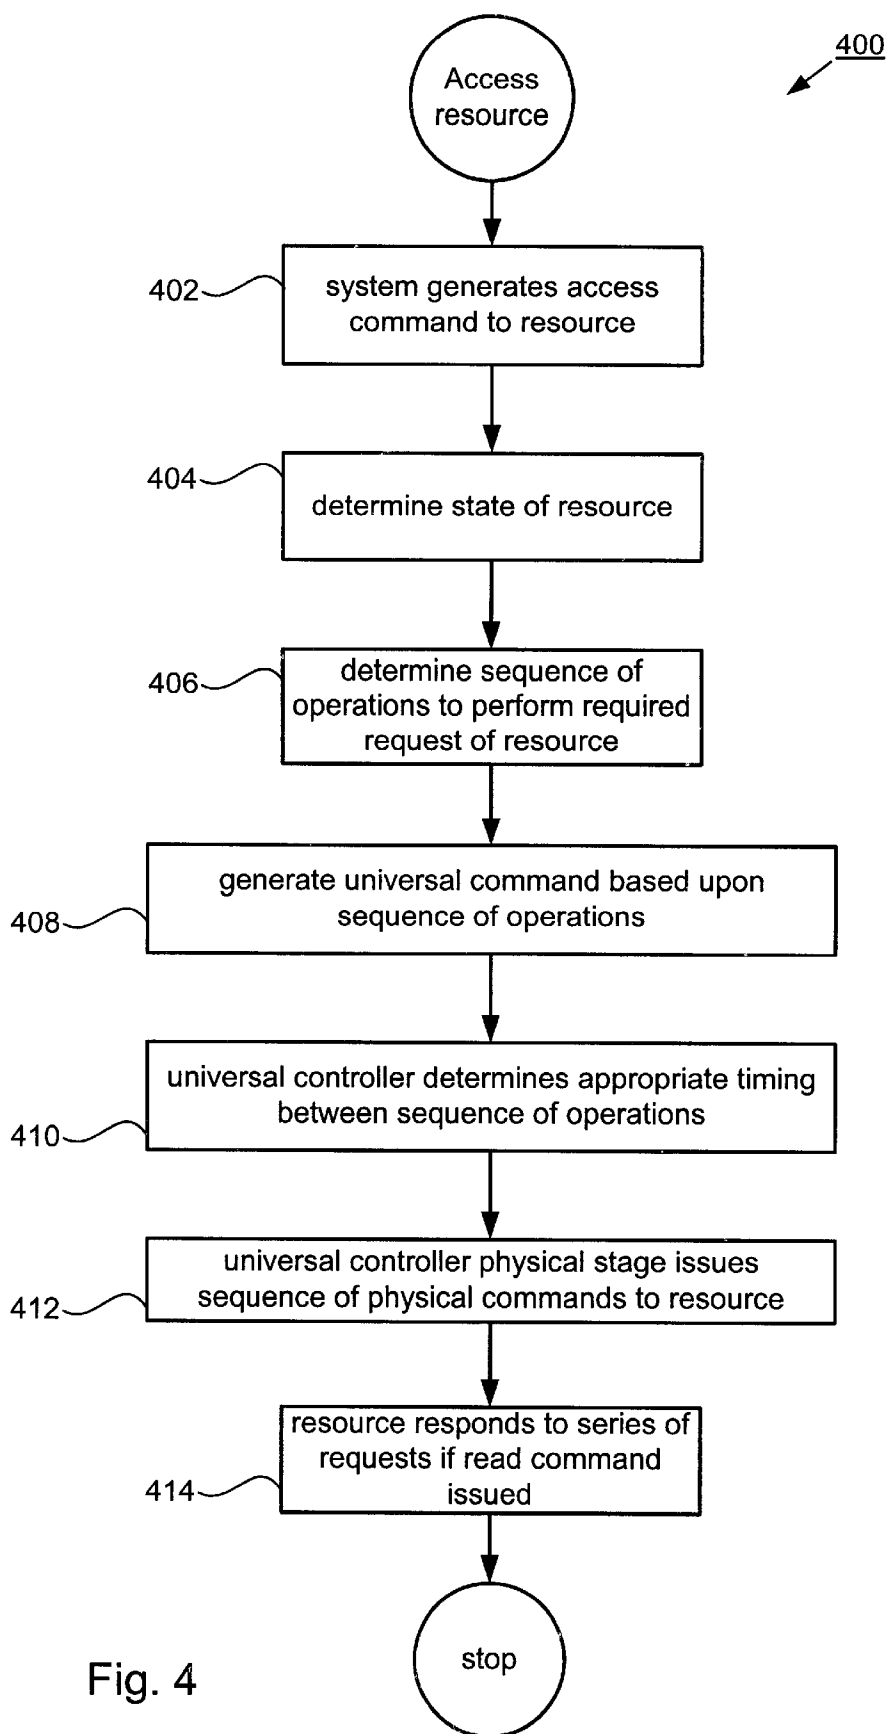 400
Access
resource
402
system generates access
command to resource
404
determine state of resource
406
determine sequence of
operations to perform required
request of resource
408
generate universal command based upon
sequence of operations
410
universal controller determines appropriate timing
between sequence of operations
412
universal controller physical stage issues
sequence of physical commands to resource
414
resource responds to series of
requests if read command
issued
stop
Fig. 4